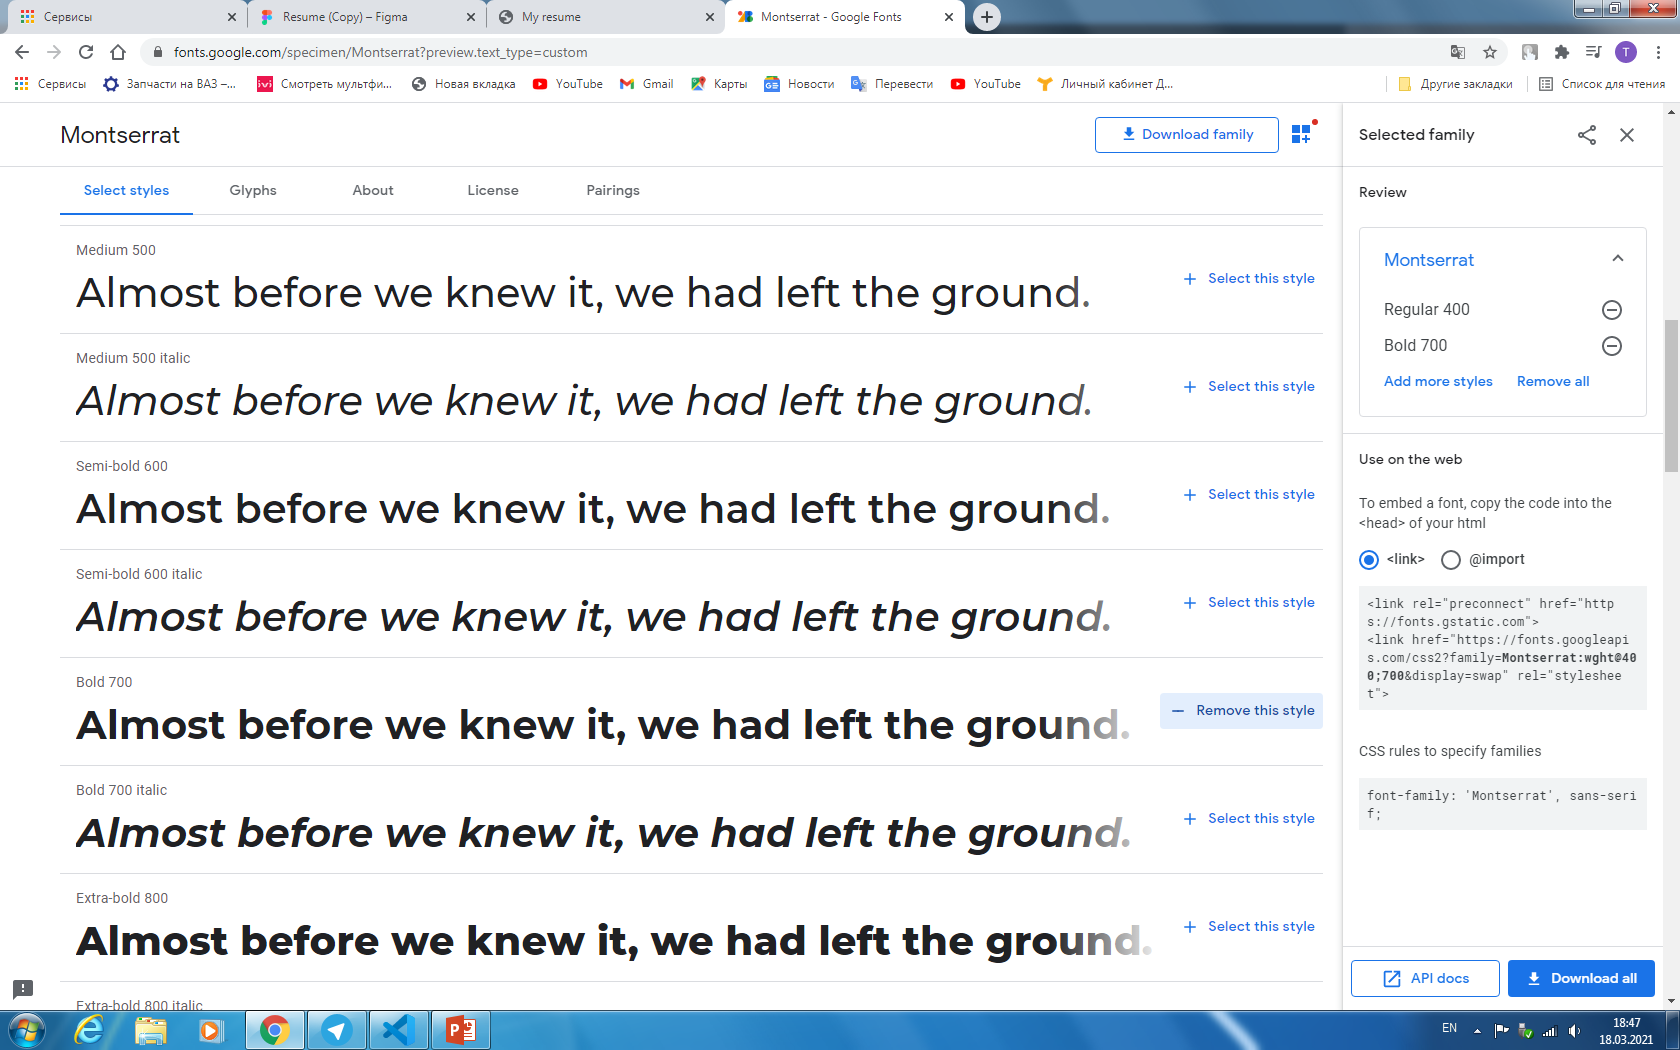 Сервисы
Resume (Copy) – Figma
My resume
Montserrat - Google Fonts
fonts.google.com/specimen/Montserrat?preview.text_type=custom
T
Сервисы
Запчасти на ВАЗ –...
ivi
Смотреть мультфи...
Новая вкладка
YouTube
Gmail
Карты
Новости
Перевести
YouTube
Личный кабинет Д...
Другие закладки
Список для чтения
Montserrat
Download family
Select styles
Glyphs
About
License
Pairings
Medium 500
Almost before we knew it, we had left the ground.
Select this style
Medium 500 italic
Almost before we knew it, we had left the ground.
Select this style
Semi-bold 600
Almost before we knew it, we had left the ground.
Select this style
Semi-bold 600 italic
Almost before we knew it, we had left the ground.
Select this style
Bold 700
Almost before we knew it, we had left the ground.
Remove this style
Bold 700 italic
Almost before we knew it, we had left the ground.
Select this style
Extra-bold 800
Almost before we knew it, we had left the ground.
Select this style
Extra-bold 800 italic
Selected family
Review
Montserrat
Regular 400
Bold 700
Add more styles
Remove all
Use on the web
To embed a font, copy the code into the
<head> of your html
<link>
@import
<link rel="preconnect" href="http
s://fonts.gstatic.com">
<link href="https://fonts.googleapi
s.com/css2?family=Montserrat:wght@40
0;700&display=swap" rel="styleshee
t">
CSS rules to specify families
font-family: 'Montserrat', sans-seri
f;
API docs
Download all
EN
18:47
18.03.2021